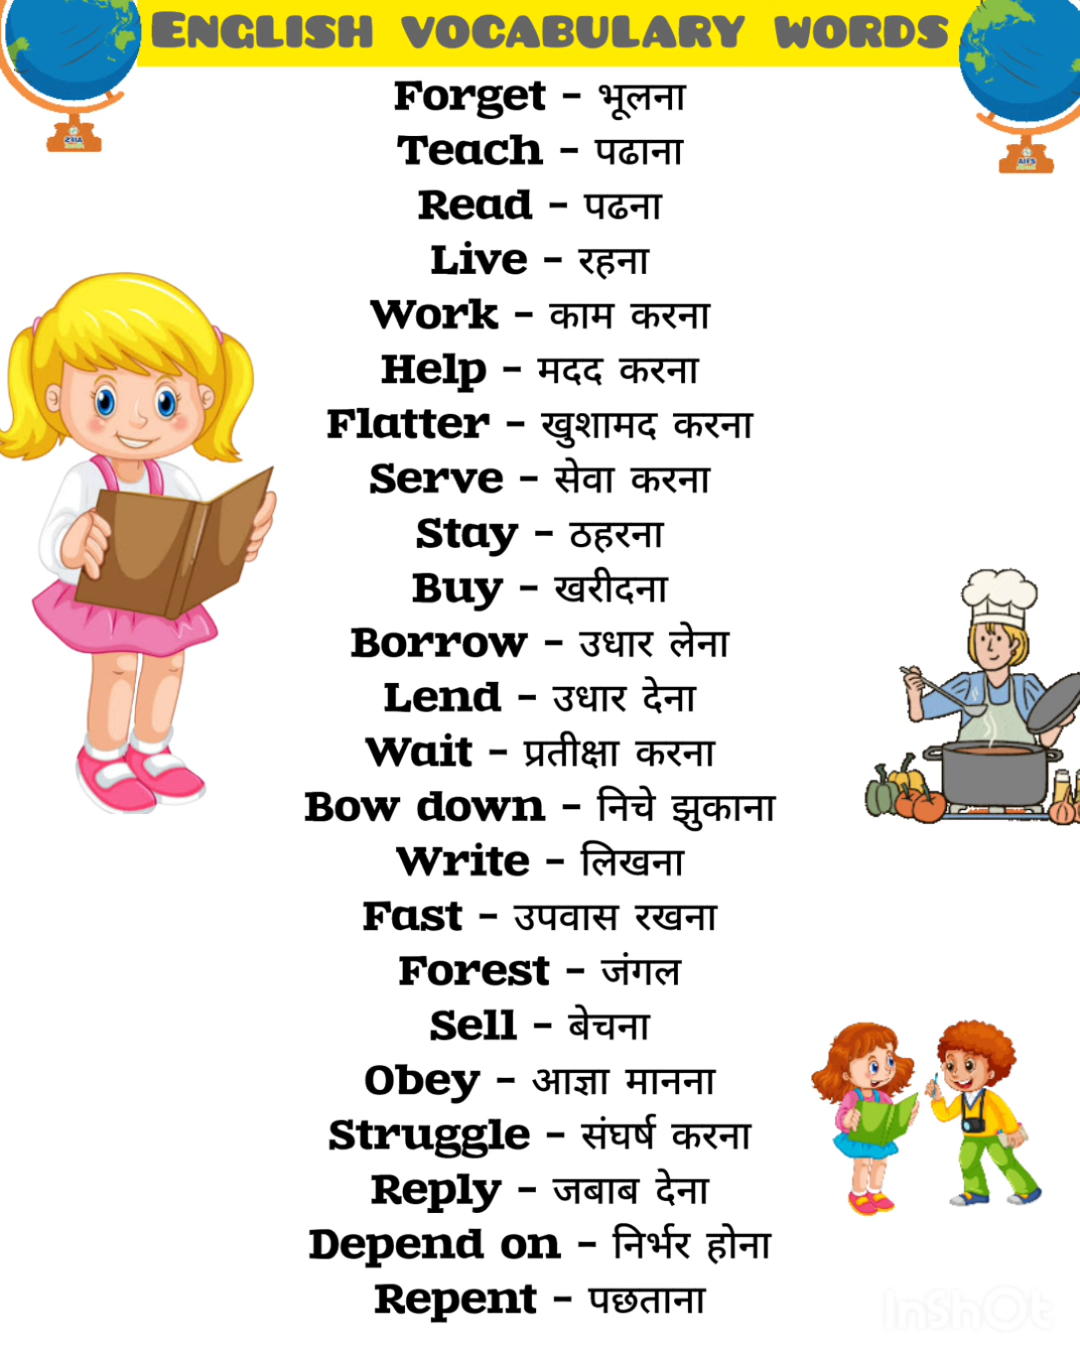 ENGLISH VOCABULARY WORDS
Forget - भूलना
Teach - पढाना
Read - पढना
Live - रहना
Work - काम करना
Help - मदद करना
Flatter - खुशामद करना
Serve - सेवा करना
Stay - ठहरना
Buy - खरीदना
Borrow - उधार लेना
Lend - उधार देना
Wait - प्रतीक्षा करना
Bow down - निचे झुकाना
Write - लिखना
Fast - उपवास रखना
Forest - जंगल
Sell - बेचना
Obey - आज्ञा मानना
Struggle - संघर्ष करना
Reply - जबाब देना
Depend on - निर्भर होना
Repent - पछताना
InShOt